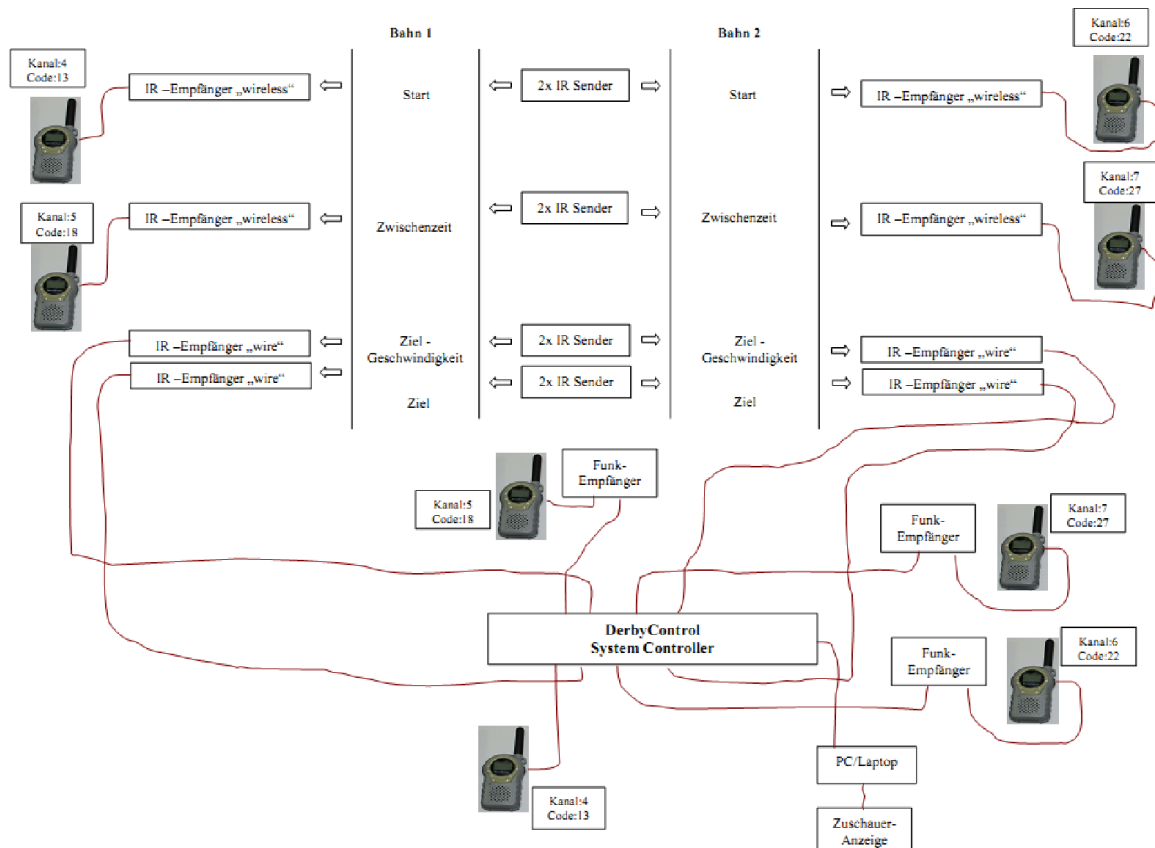 Bahn 1
Bahn 2
Kanal:4
Code:13
IR –Empfänger „wireless“
Start
2x IR Sender
Start
IR –Empfänger „wireless“
Kanal:6
Code:22
Kanal:5
Code:18
IR –Empfänger „wireless“
Zwischenzeit
2x IR Sender
Zwischenzeit
IR –Empfänger „wireless“
Kanal:7
Code:27
IR –Empfänger „wire“
Ziel -
Geschwindigkeit
2x IR Sender
Ziel -
Geschwindigkeit
IR –Empfänger „wire“
IR –Empfänger „wire“
Ziel
2x IR Sender
Ziel
IR –Empfänger „wire“
Kanal:5
Code:18
Funk-
Empfänger
Funk-
Empfänger
Kanal:7
Code:27
DerbyControl
System Controller
Funk-
Empfänger
Kanal:6
Code:22
Kanal:4
Code:13
PC/Laptop
Zuschauer-
Anzeige